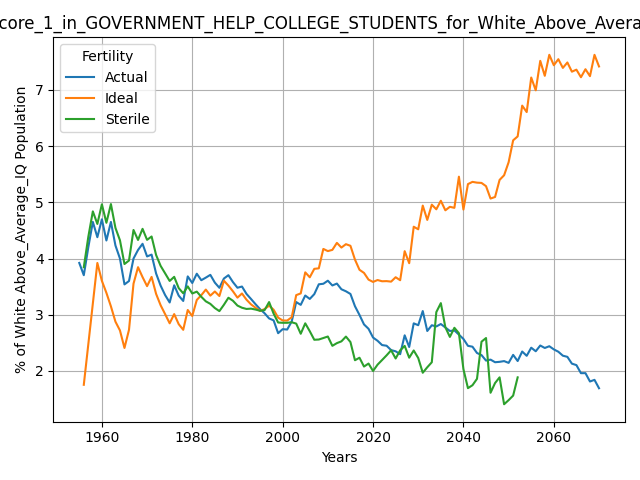 core_1_in_GOVERNMENT_HELP_COLLEGE_STUDENTS_for_White_Above_Avera
Fertility
Actual
Ideal
Sterile
% of White Above_Average_IQ Population
7
6
5
4
3
2
1960 1980 2000 2020 2040 2060
Years